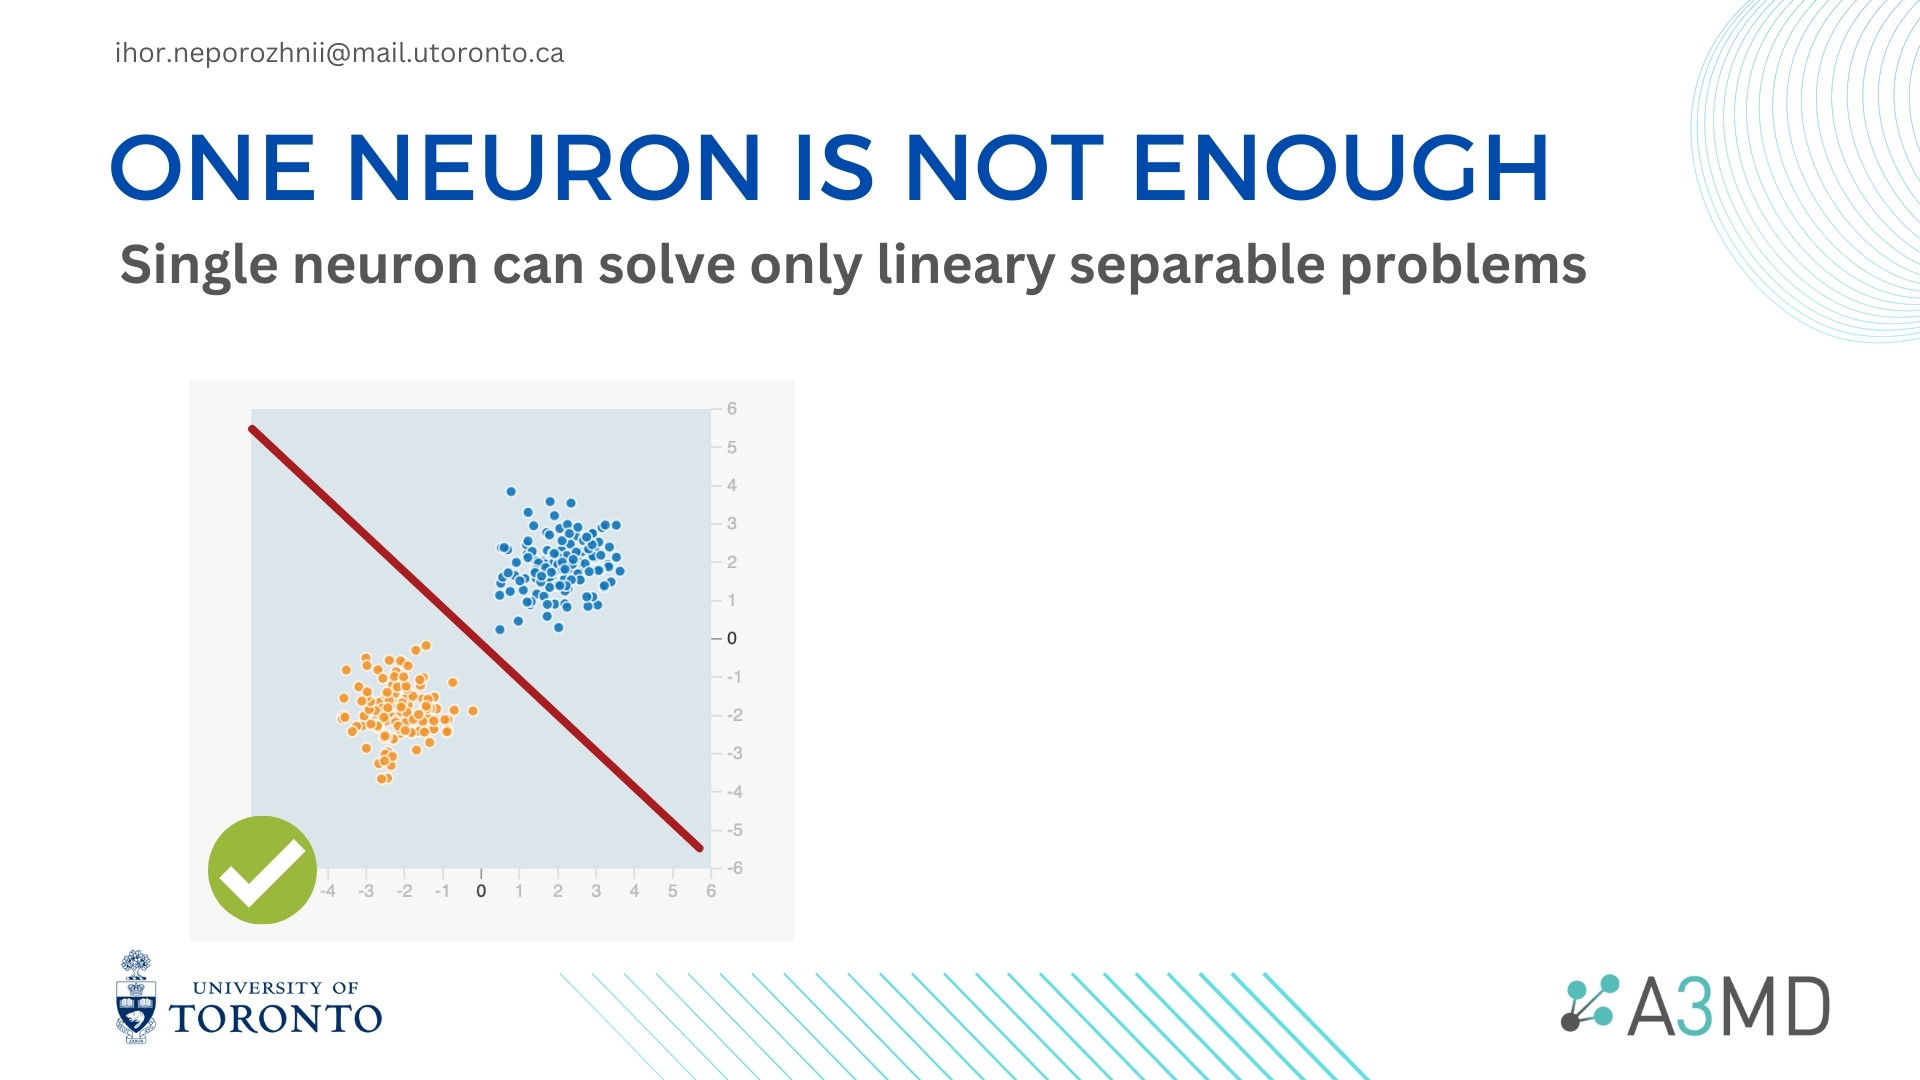 ihor.neporozhnii@mail.utoronto.ca
ONE NEURON IS NOT ENOUGH
Single neuron can solve only lineary separable problems
6
5
4
3
2
1
0
-1
-2
-3
-4
-5
-6
-4 -3 -2 -1 0 1 2 3 4 5 6
UNIVERSITY OF
TORONTO
A3MD